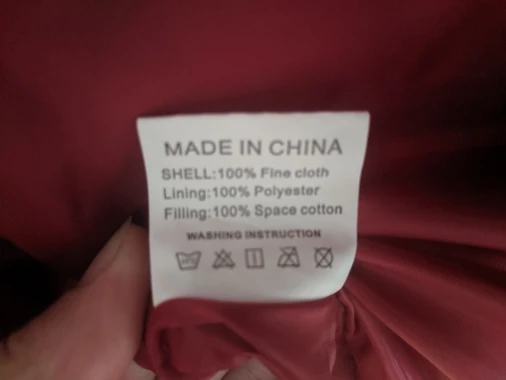 MADE IN CHINA
SHELL:100% Fine cloth
Lining:100% Polyester
Filling:100% Space cotton
WASHING INSTRUCTION